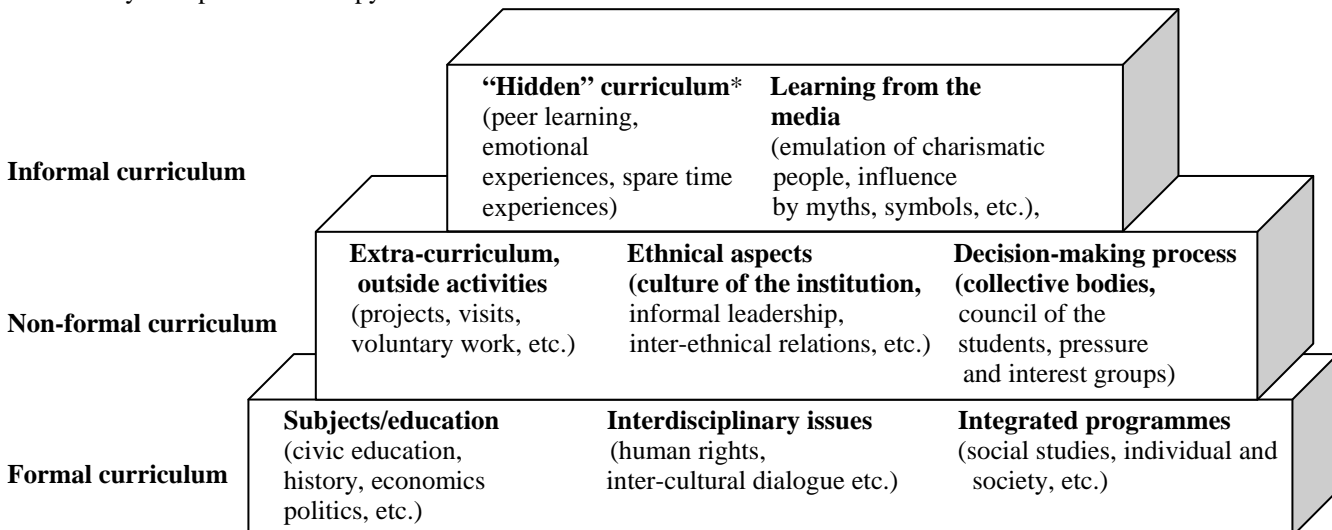 “Hidden” curriculum*
(peer learning,
emotional
experiences, spare time
experiences)
Learning from the
media
(emulation of charismatic
people, influence
by myths, symbols, etc.),
Informal curriculum
Extra-curriculum,
outside activities
(projects, visits,
voluntary work, etc.)
Ethnical aspects
(culture of the institution,
informal leadership,
inter-ethnical relations, etc.)
Decision-making process
(collective bodies,
council of the
students, pressure
and interest groups)
Non-formal curriculum
Subjects/education
(civic education,
history, economics
politics, etc.)
Interdisciplinary issues
(human rights,
inter-cultural dialogue etc.)
Integrated programmes
(social studies, individual and
society, etc.)
Formal curriculum